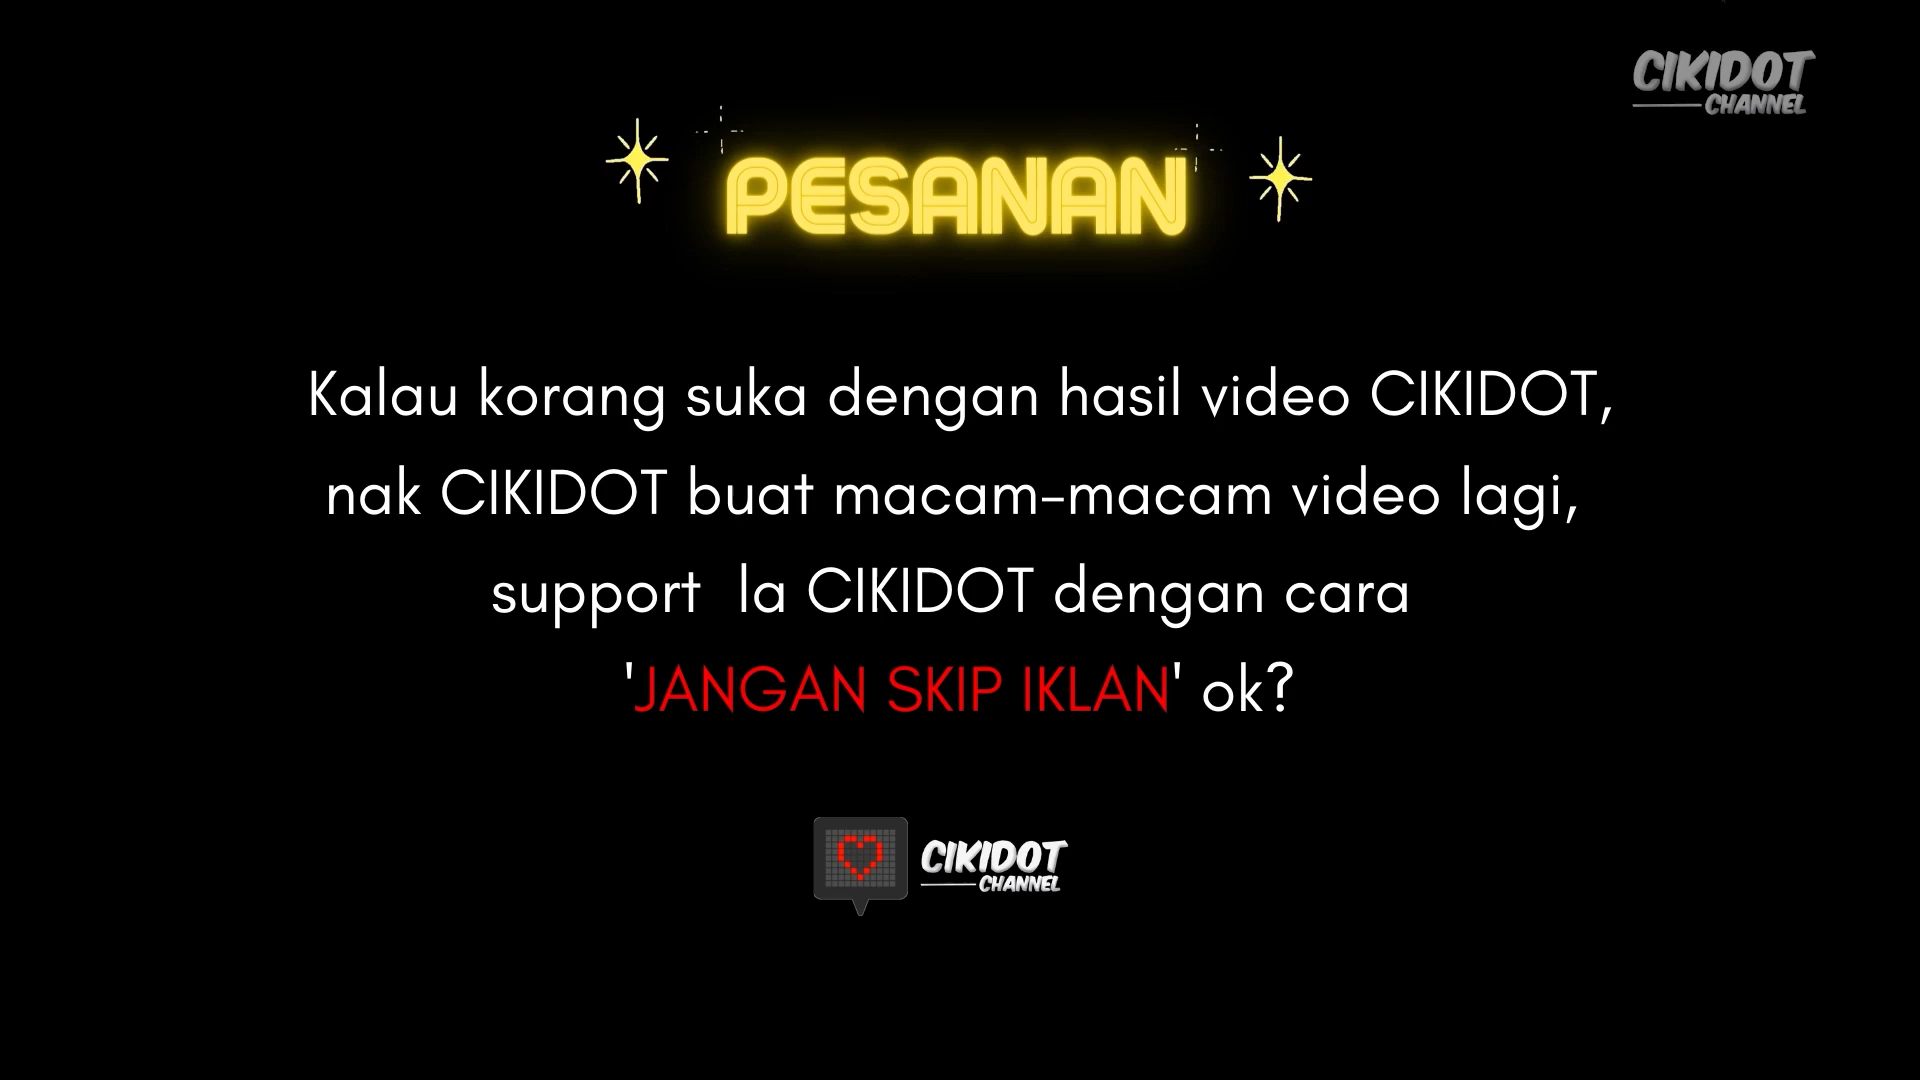 CIKIDOT
CHANNEL
PESANAN
Kalau korang suka dengan hasil video CIKIDOT,
nak CIKIDOT buat macam-macam video lagi,
support  la CIKIDOT dengan cara
'JANGAN SKIP IKLAN' ok?
CIKIDOT
CHANNEL